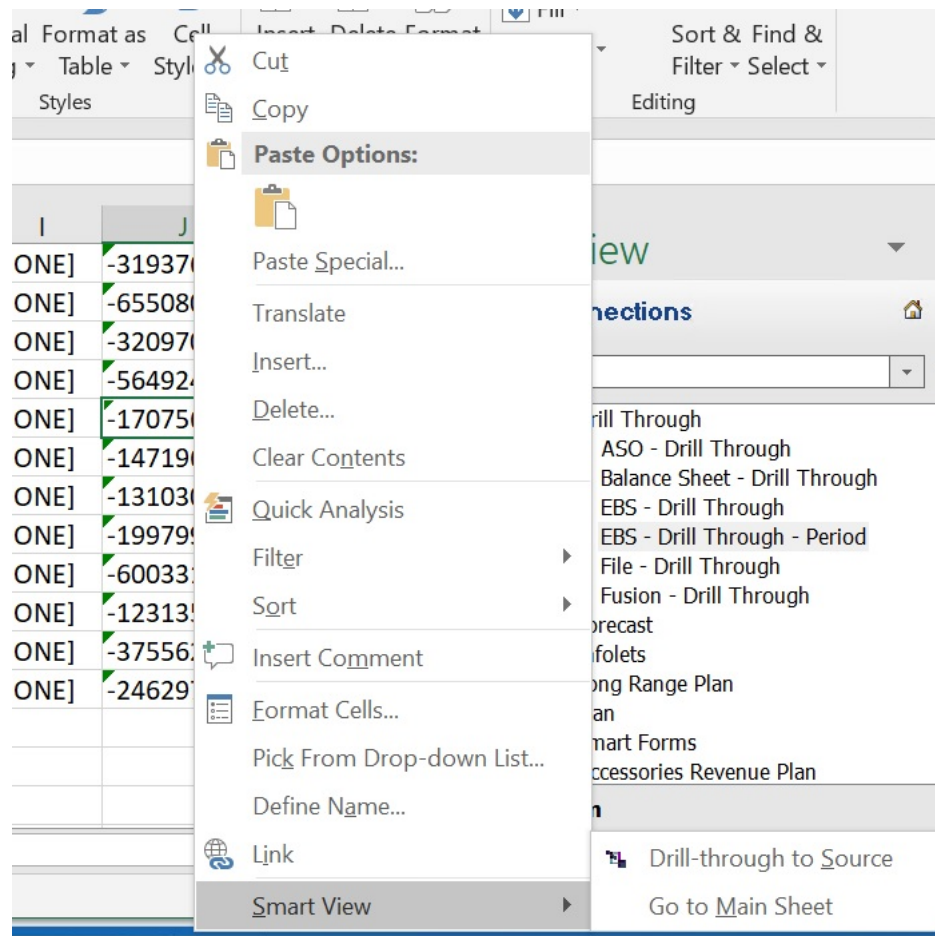 al Format as Cell Insert Delete Format Fill
Table Styl
Sort & Find &
Filter Select
Styles
Editing
Cut
Copy
Paste Options:
Paste Special...
Translate
Insert...
Delete...
Clear Contents
Quick Analysis
Filter
Sort
Insert Comment
Format Cells...
Pick From Drop-down List...
Define Name...
Link
Smart View
Drill-through to Source
Go to Main Sheet
I J
ONE] -31937
ONE] -65508
ONE] -32097
ONE] -56492
ONE] -17075
ONE] -14719
ONE] -13103
ONE] -19979
ONE] -60033
ONE] -12313
ONE] -37556
ONE] -24629
iew
nections
rill Through
ASO - Drill Through
Balance Sheet - Drill Through
EBS - Drill Through
EBS - Drill Through - Period
File - Drill Through
Fusion - Drill Through
orecast
nfolets
ong Range Plan
an
mart Forms
ccessories Revenue Plan
n